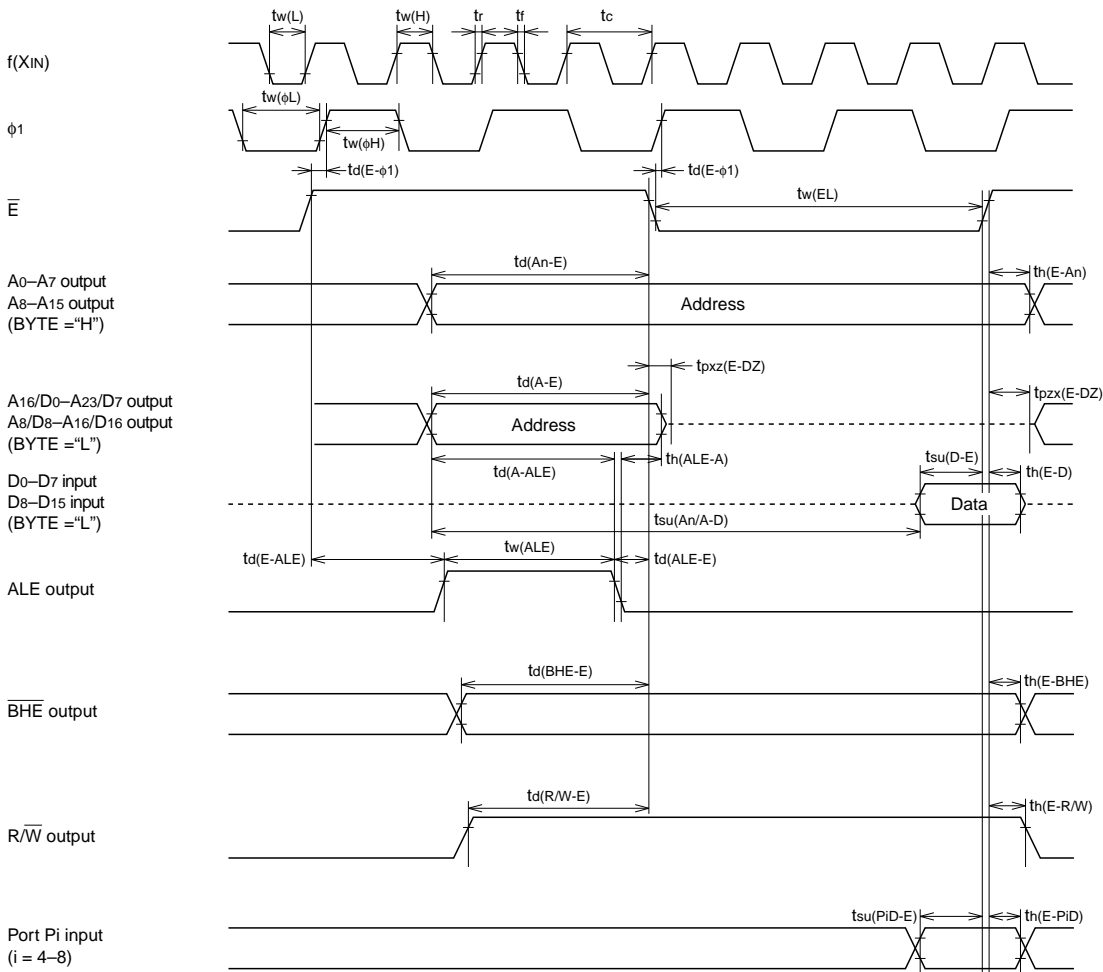 tw(L) tw(H) tr tf tc
f(XIN)
tw(ϕL)
ϕ1
tw(ϕH)
td(E-ϕ1) td(E-ϕ1)
E̅ tw(EL)
td(An-E) th(E-An)
A0–A7 output
A8–A15 output Address
(BYTE =“H”)
tpxz(E-DZ)
td(A-E) tpzx(E-DZ)
A16/D0–A23/D7 output
A8/D8–A16/D16 output Address
(BYTE =“L”)
td(A-ALE) th(ALE-A) tsu(D-E) th(E-D)
D0–D7 input
D8–D15 input Data
(BYTE =“L”)
tsu(An/A-D)
td(E-ALE) tw(ALE) td(ALE-E)
ALE output
td(BHE-E) th(E-BHE)
B̅H̅E̅ output
td(R/W-E) th(E-R/W)
R/W̅ output
tsu(PiD-E) th(E-PiD)
Port Pi input
(i = 4–8)